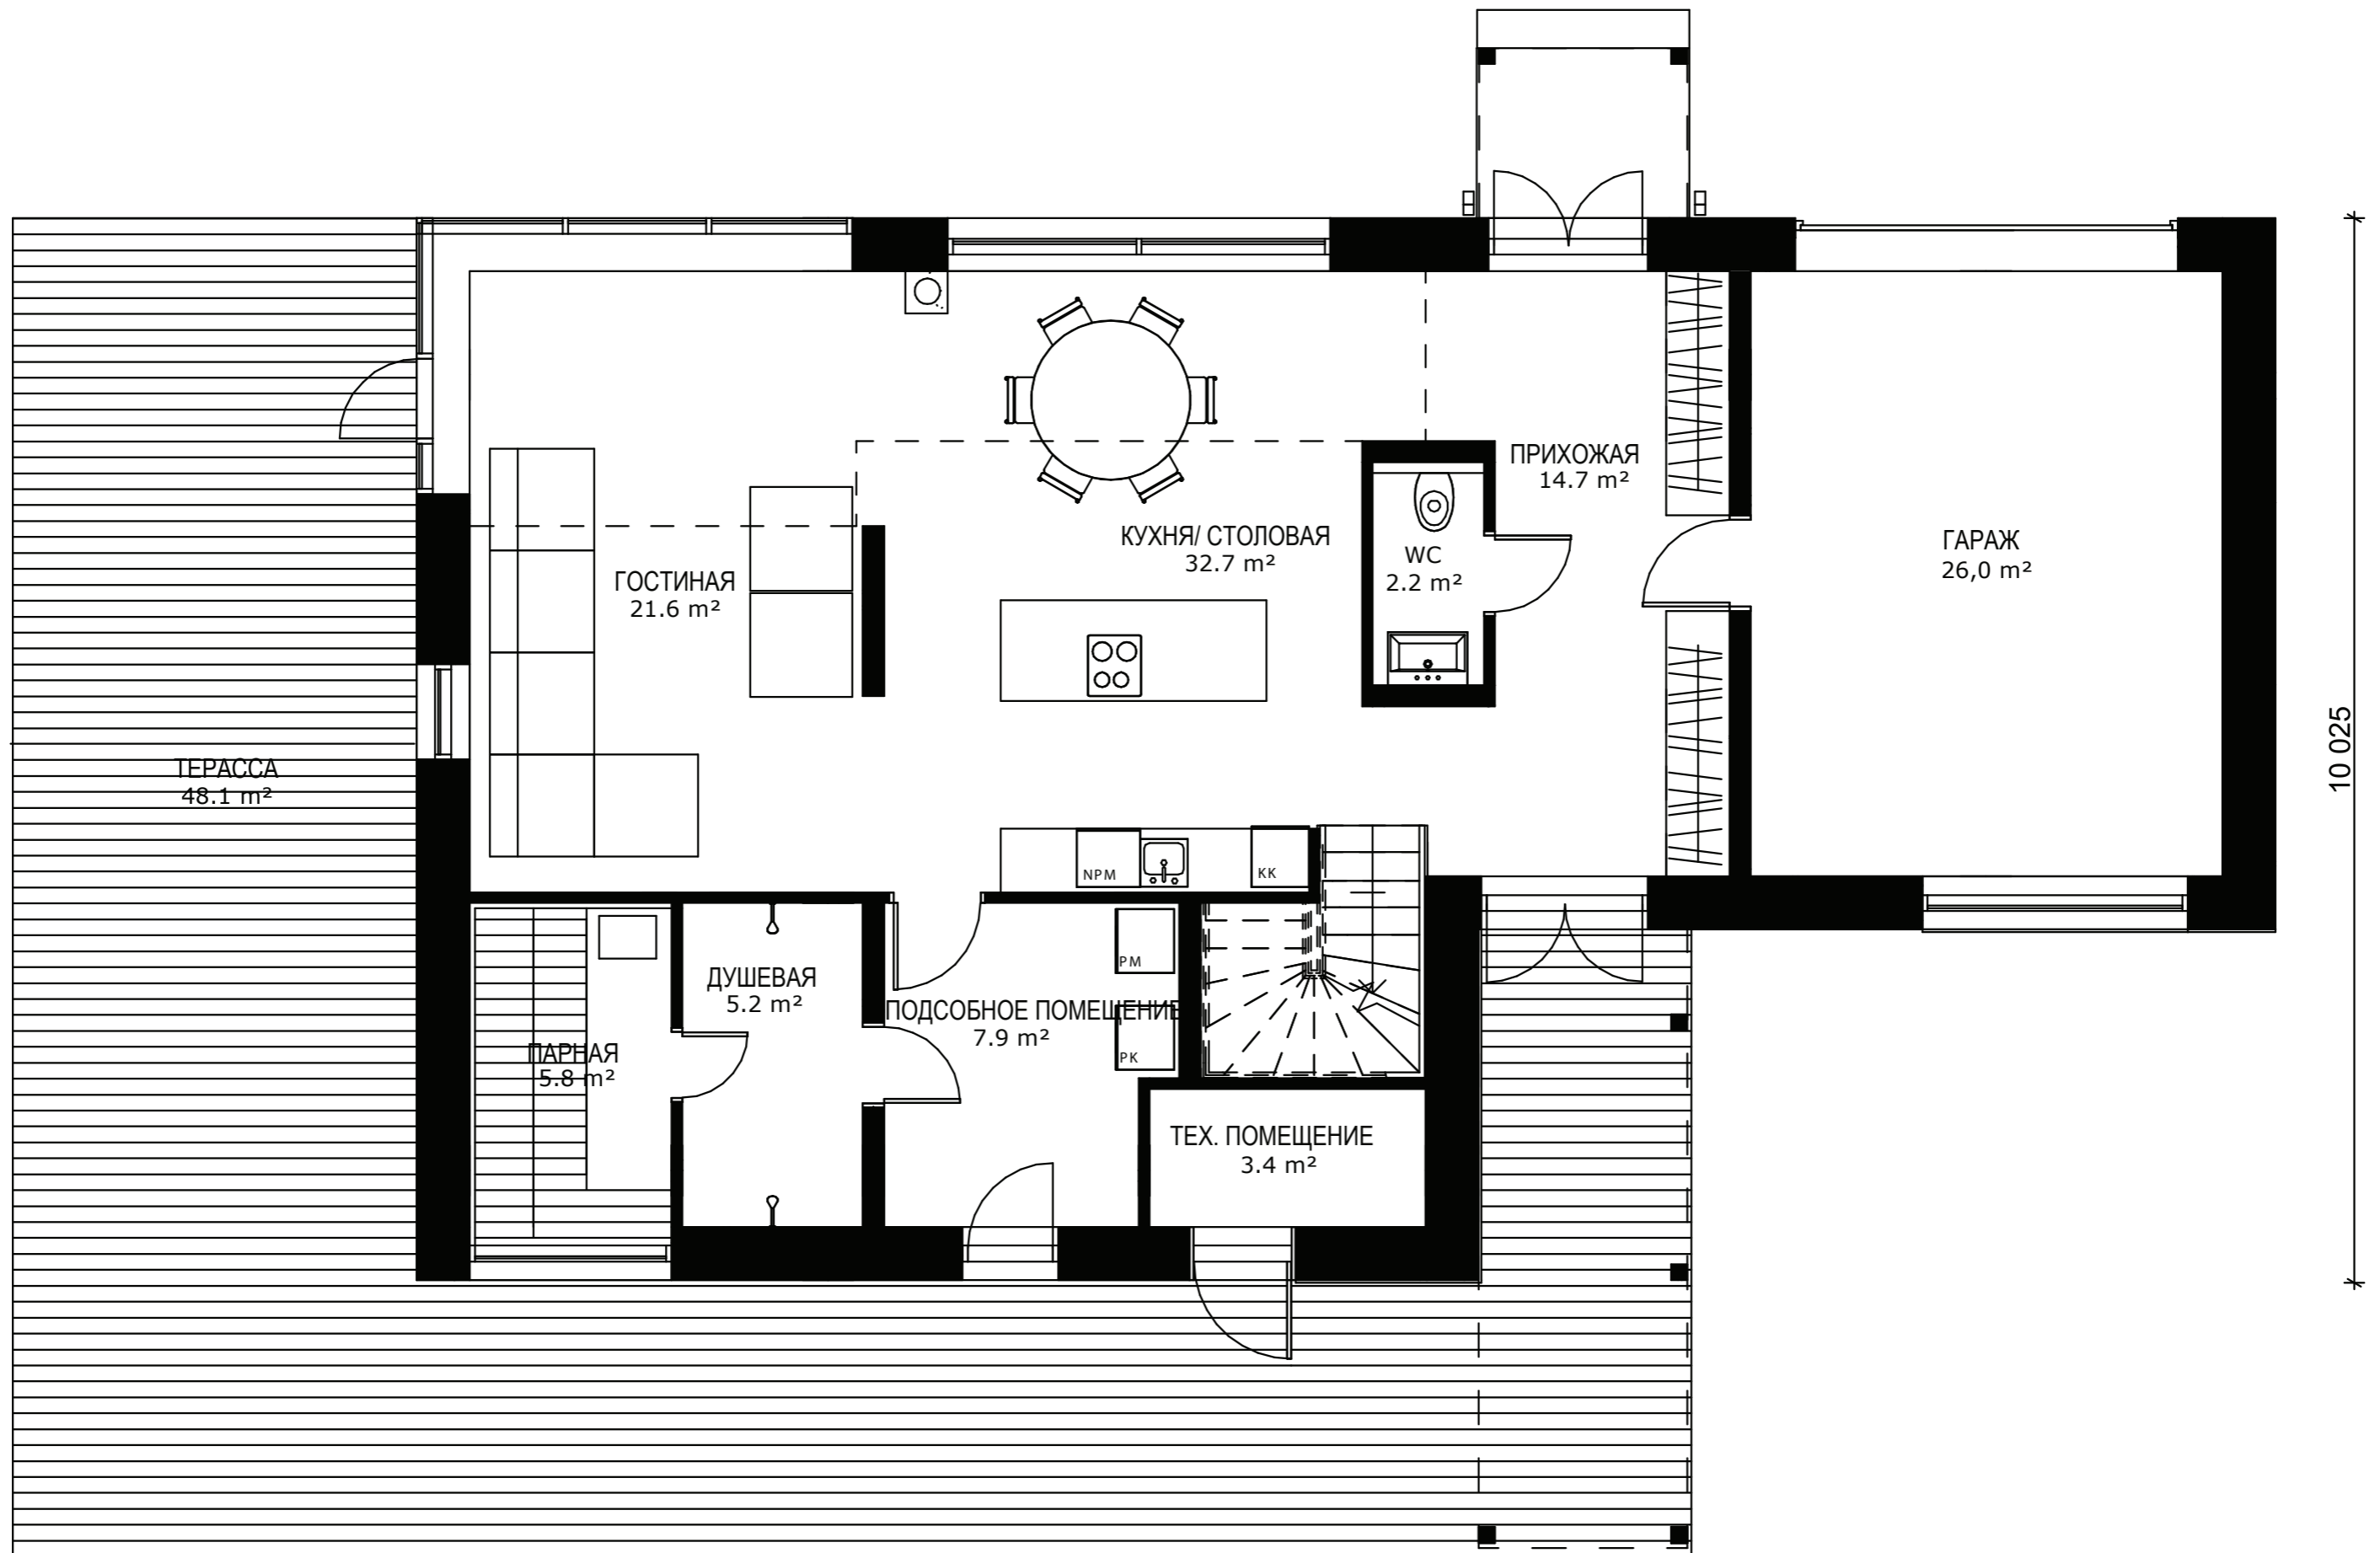 ПРИХОЖАЯ
14.7 m²
КУХНЯ/ СТОЛОВАЯ
32.7 m²
WC
2.2 m²
ГАРАЖ
26,0 m²
ГОСТИНАЯ
21.6 m²
10 025
ТЕРАССА
48.1 m²
NPM
KK
PM
ДУШЕВАЯ
5.2 m²
ПОДСОБНОЕ ПОМЕЩЕНИЕ
7.9 m²
PK
ПАРНАЯ
5.8 m²
ТЕХ. ПОМЕЩЕНИЕ
3.4 m²